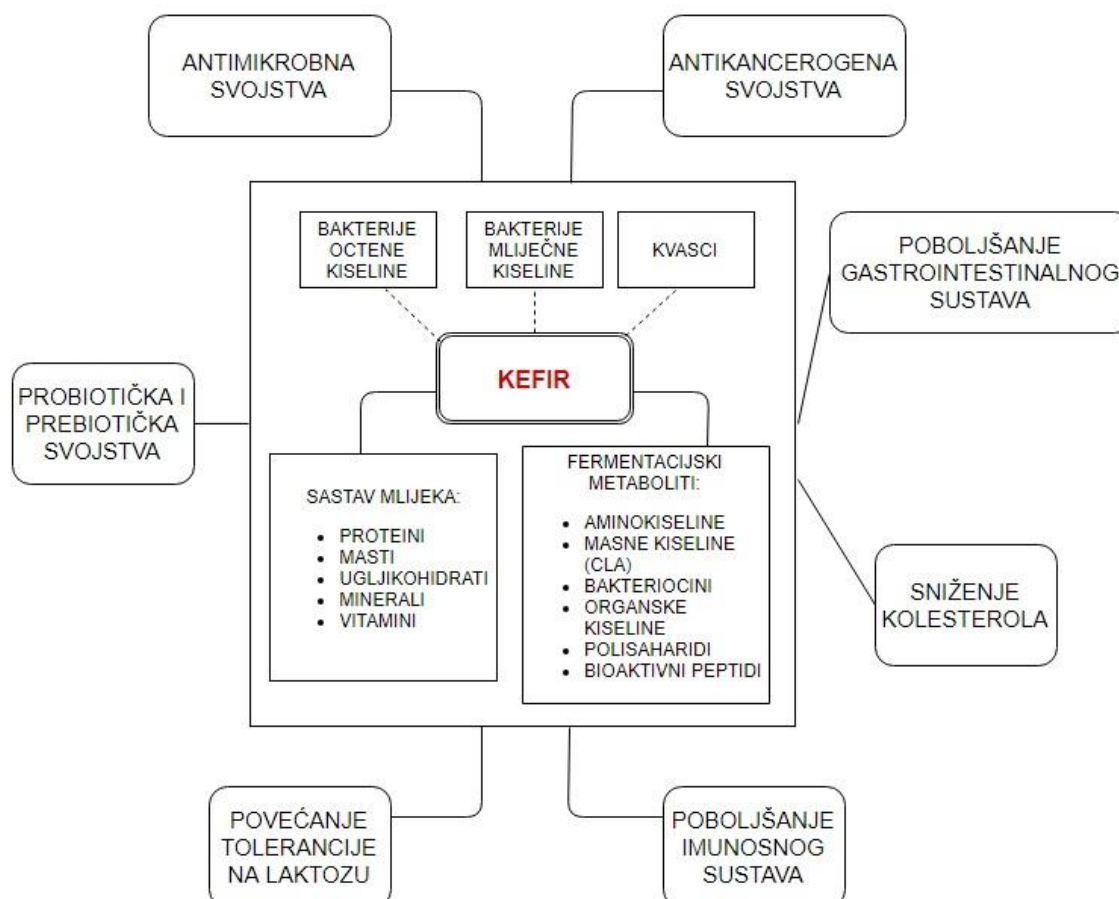 ANTIMIKROBNA
SVOJSTVA
ANTIKANCEROGENA
SVOJSTVA
BAKTERIJE
OCTENE
KISELINE
BAKTERIJE
MLIJEČNE
KISELINE
KVASCI
POBOLJŠANJE
GASTROINTESTINALNOG
SUSTAVA
KEFIR
PROBIOTIČKA I
PREBIOTIČKA
SVOJSTVA
SASTAV MLIJEKA:
• PROTEINI
• MASTI
• UGLJIKOHIDRATI
• MINERALI
• VITAMINI
FERMENTACIJSKI
METABOLITI:
• AMINOKISELINE
• MASNE KISELINE
(CLA)
• BAKTERIOCINI
• ORGANSKE
KISELINE
• POLISAHARIDI
• BIOAKTIVNI PEPTIDI
SNIŽENJE
KOLESTEROLA
POVEĆANJE
TOLERANCIJE
NA LAKTOZU
POBOLJŠANJE
IMUNOSNOG
SUSTAVA